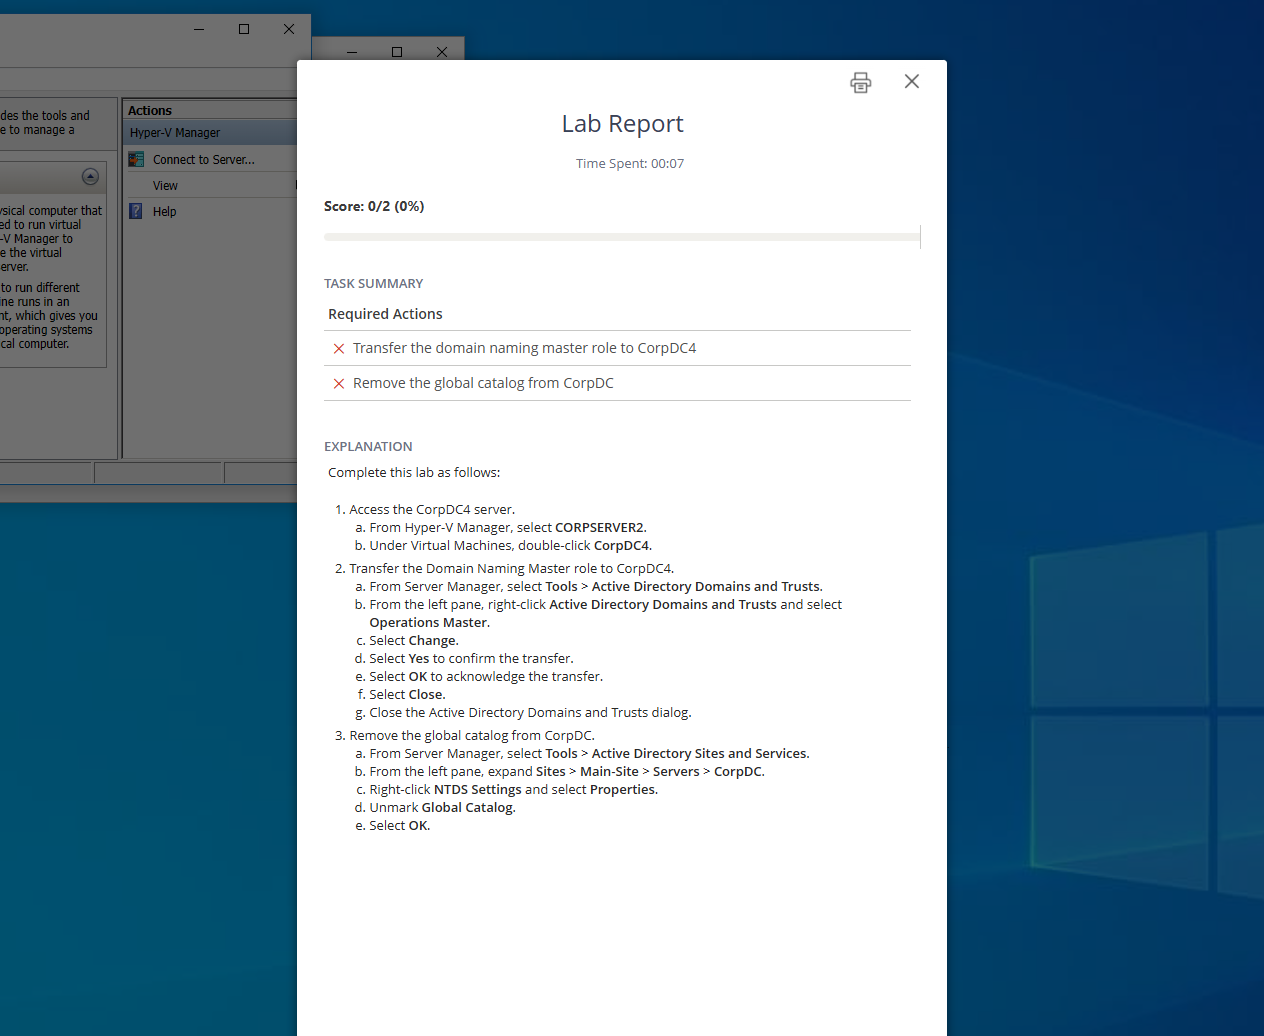 des the tools and
e to manage a
ysical computer that
ed to run virtual
-V Manager to
e the virtual
erver.
to run different
ine runs in an
nt, which gives you
operating systems
cal computer.
Actions
Hyper-V Manager
Connect to Server...
View
Help
Lab Report
Time Spent: 00:07
Score: 0/2 (0%)
TASK SUMMARY
Required Actions
Transfer the domain naming master role to CorpDC4
Remove the global catalog from CorpDC
EXPLANATION
Complete this lab as follows:
1. Access the CorpDC4 server.
a. From Hyper-V Manager, select CORPSERVER2.
b. Under Virtual Machines, double-click CorpDC4.
2. Transfer the Domain Naming Master role to CorpDC4.
a. From Server Manager, select Tools > Active Directory Domains and Trusts.
b. From the left pane, right-click Active Directory Domains and Trusts and select
Operations Master.
c. Select Change.
d. Select Yes to confirm the transfer.
e. Select OK to acknowledge the transfer.
f. Select Close.
g. Close the Active Directory Domains and Trusts dialog.
3. Remove the global catalog from CorpDC.
a. From Server Manager, select Tools > Active Directory Sites and Services.
b. From the left pane, expand Sites > Main-Site > Servers > CorpDC.
c. Right-click NTDS Settings and select Properties.
d. Unmark Global Catalog.
e. Select OK.